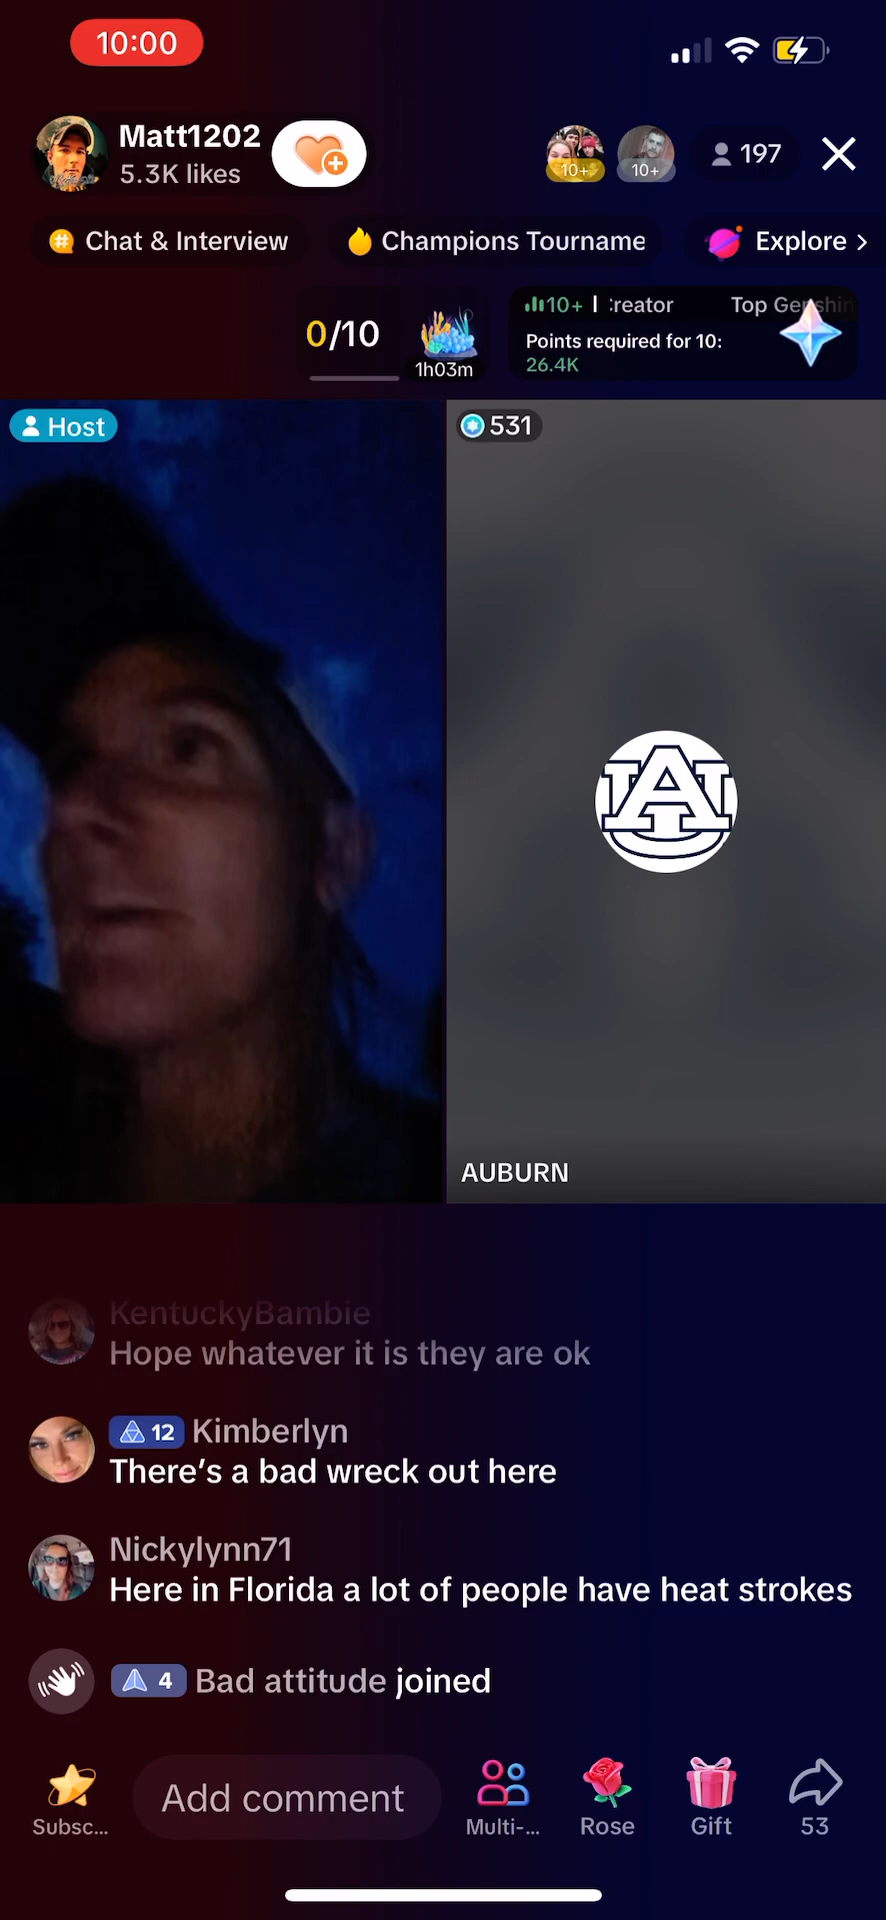 10:00
Matt1202
5.3K likes
10+
10+
197
Chat & Interview
Champions Tourname
Explore >
0/10
1h03m
10+
reator
Top Genshin
Points required for 10:
26.4K
Host
531
AU
AUBURN
KentuckyBambie
Hope whatever it is they are ok
12 Kimberlyn
There's a bad wreck out here
Nickylynn71
Here in Florida a lot of people have heat strokes
4 Bad attitude joined
Add comment
Subsc...
Multi-...
Rose
Gift
53